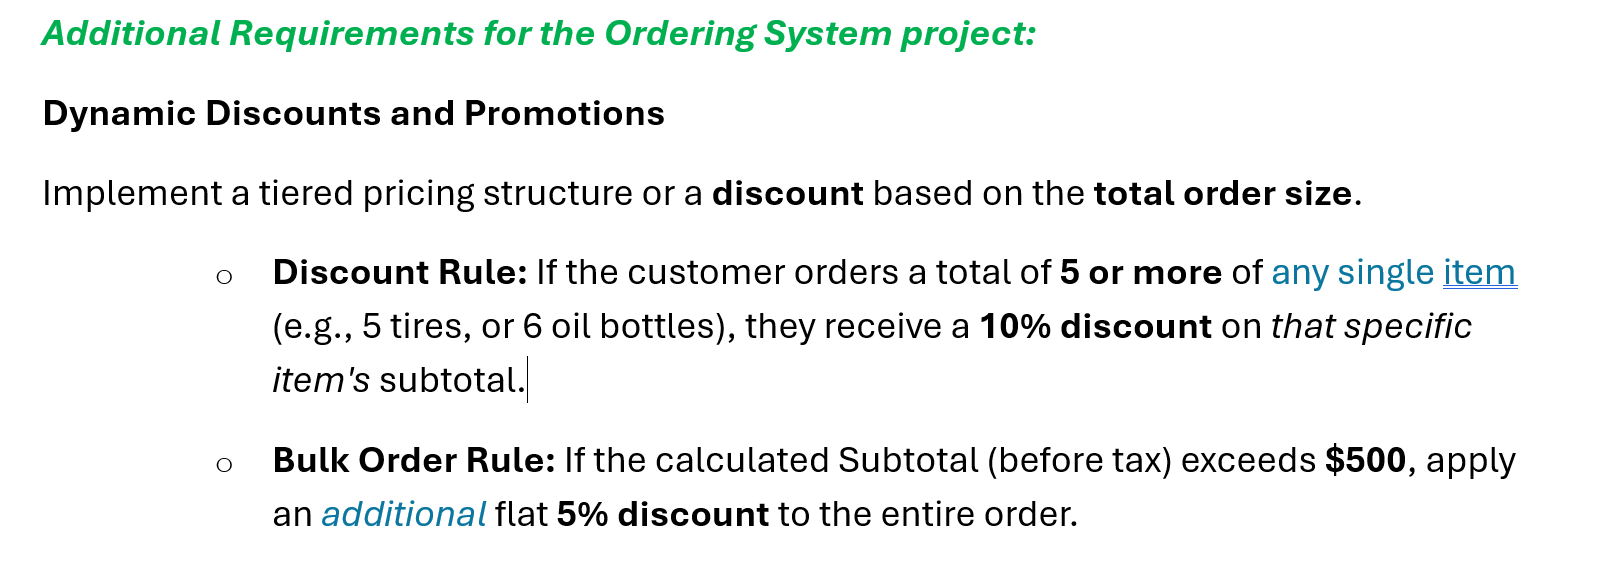 Additional Requirements for the Ordering System project:
Dynamic Discounts and Promotions
Implement a tiered pricing structure or a discount based on the total order size.
○ Discount Rule: If the customer orders a total of 5 or more of any single item
(e.g., 5 tires, or 6 oil bottles), they receive a 10% discount on that specific
item's subtotal.
○ Bulk Order Rule: If the calculated Subtotal (before tax) exceeds $500, apply
an additional flat 5% discount to the entire order.